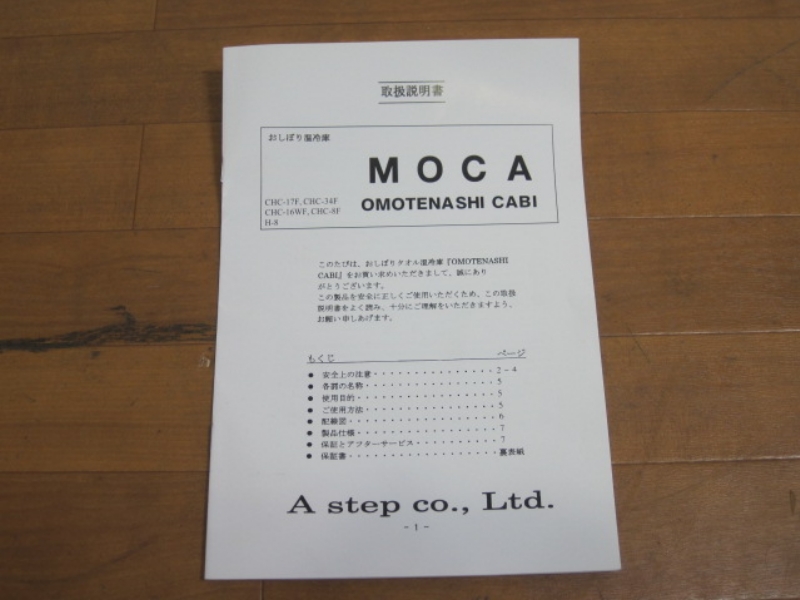 取扱説明書
おしぼり温冷庫
MOCA
CHC-17F, CHC-34F
CHC-16WF, CHC-8F
H-8
OMOTENASHI CABI
このたびは、おしぼりタオル温冷庫『OMOTENASHI
CABI』をお買い求めいただきまして、誠にあり
がとうございます。
この製品を安全に正しくご使用いただくため、この取扱
説明書をよく読み、十分にご理解をいただきますよう、
お願い申しあげます。
もくじ ページ
● 安全上の注意・・・・・・・・・・・・・・・2-4
● 各部の名称・・・・・・・・・・・・・・・・5
● 使用目的・・・・・・・・・・・・・・・・・5
● ご使用方法・・・・・・・・・・・・・・・・5
● 配線図・・・・・・・・・・・・・・・・・・6
● 製品仕様・・・・・・・・・・・・・・・・・7
● 保証とアフターサービス・・・・・・・・・・7
● 保証書・・・・・・・・・・・・・・・・・・裏表紙
A step co., Ltd.
-1-